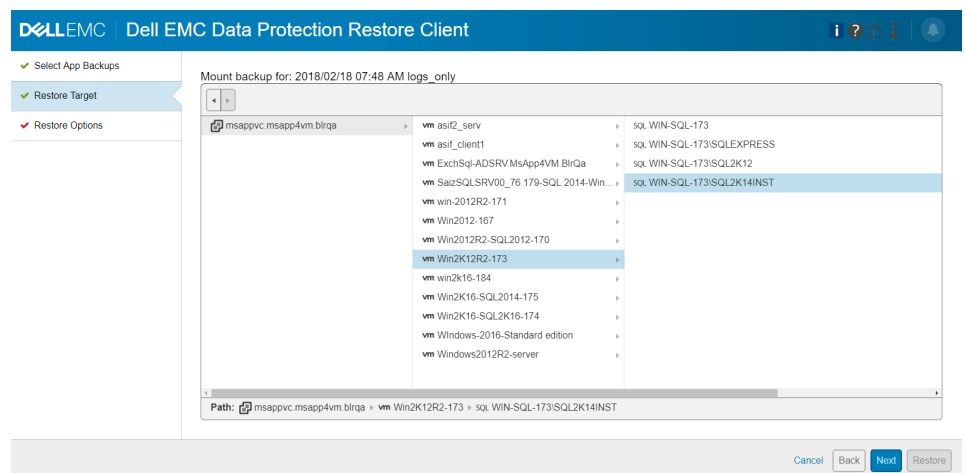 DELLEMC Dell EMC Data Protection Restore Client
Select App Backups
Restore Target
Restore Options
Mount backup for: 2018/02/18 07:48 AM logs_only
msappvc.msapp4vm.blrqa
vm asif2_serv
vm asif_client1
vm ExchSql-ADSRV.MsApp4VM.BlrQa
vm SaizSQLSRV00_76.179-SQL 2014-Win...
vm win-2012R2-171
vm Win2012-167
vm Win2012R2-SQL2012-170
vm Win2K12R2-173
vm win2k16-184
vm Win2K16-SQL2014-175
vm Win2K16-SQL2K16-174
vm WIndows-2016-Standard edition
vm Windows2012R2-server
SQL WIN-SQL-173
SQL WIN-SQL-173\SQLEXPRESS
SQL WIN-SQL-173\SQL2K12
SQL WIN-SQL-173\SQL2K14INST
Path: msappvc.msapp4vm.blrqa vm Win2K12R2-173 SQL WIN-SQL-173\SQL2K14INST
Cancel Back Next Restore